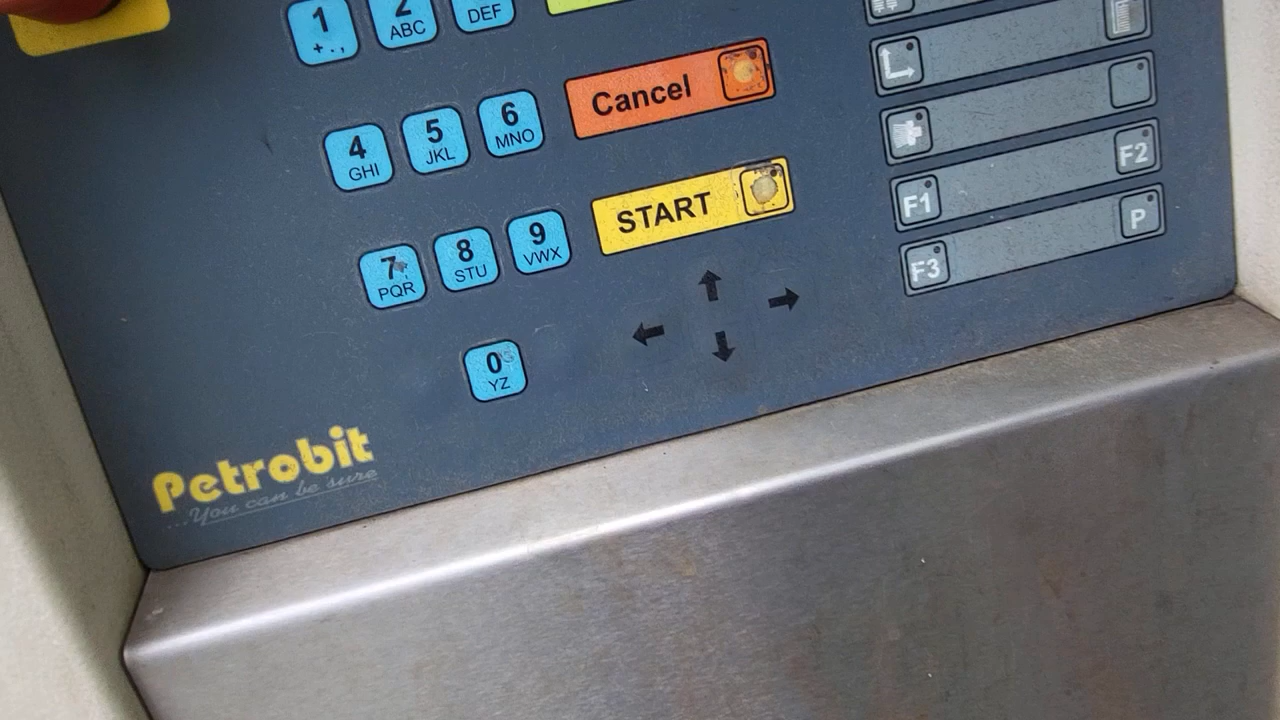 1
+.,
2
ABC
DEF
Cancel
4
GHI
5
JKL
6
MNO
START
7
PQR
8
STU
9
VWX
0
YZ
F1
F2
F3
P
Petrobit
...You can be sure